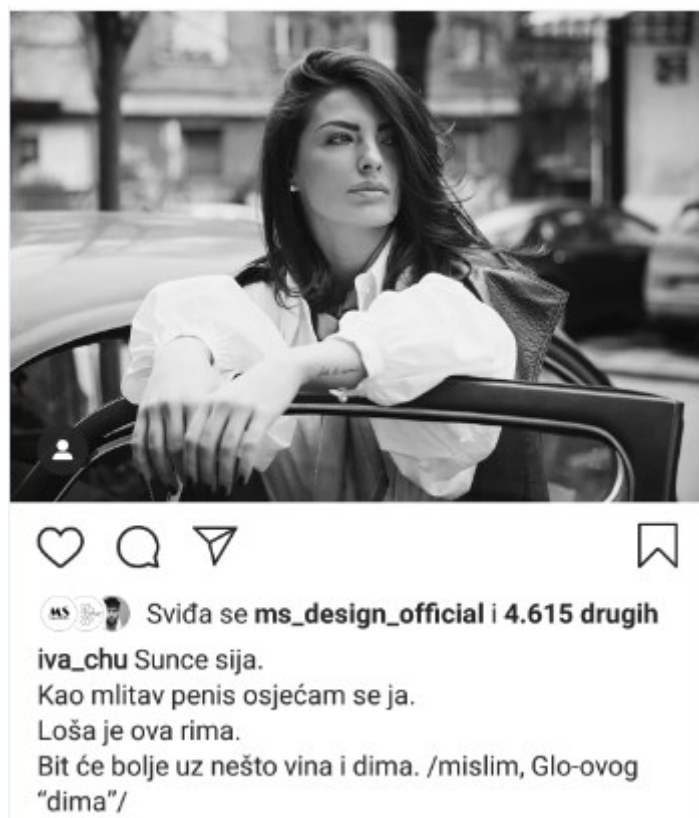 MS
Sviđa se ms_design_official i 4.615 drugih
iva_chu Sunce sija.
Kao mlitav penis osjećam se ja.
Loša je ova rima.
Bit će bolje uz nešto vina i dima. /mislim, Glo-ovog
“dima”/